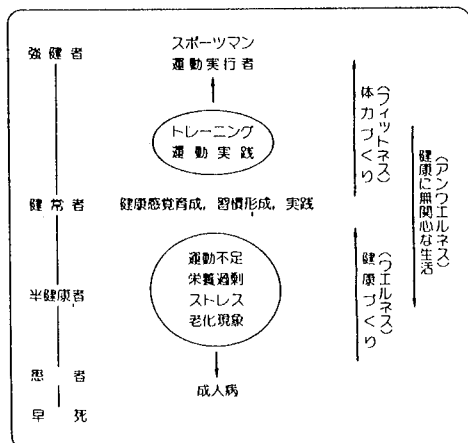 強健者
健常者
半健康者
患者
早死
スポーツマン
運動実行者
トレーニング
運動実践
健康感覚育成,習慣形成,実践
運動不足
栄養過剰
ストレス
老化現象
成人病
(フィットネス)
体力づくり
(ウエルネス)
健康づくり
(アンウエルネス)
健康に無関心な生活